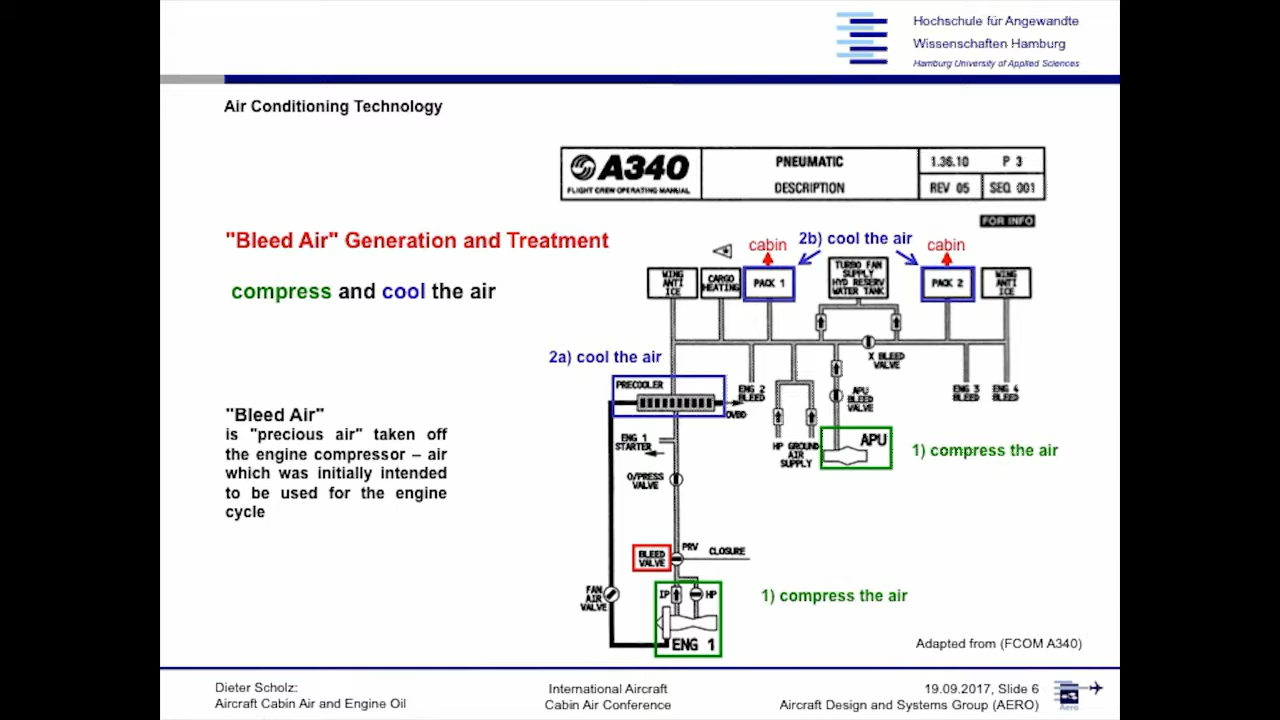 Hochschule für Angewandte
Wissenschaften Hamburg
Hamburg University of Applied Sciences
Air Conditioning Technology
A340
FLIGHT CREW OPERATING MANUAL
PNEUMATIC
DESCRIPTION
1.36.10 P 3
REV 05 SEQ 001
FOR INFO
"Bleed Air" Generation and Treatment
compress and cool the air
cabin
2b) cool the air
cabin
WING
ANTI
ICE
CARGO
HEATING
PACK 1
TURBO FAN
SUPPLY
HYD RESERV
WATER TANK
PACK 2
WING
ANTI
ICE
X BLEED
VALVE
2a) cool the air
PRECOOLER
OVBD
ENG 2
BLEED
APU
BLEED
VALVE
ENG 3
BLEED
ENG 4
BLEED
"Bleed Air"
is "precious air" taken off
the engine compressor – air
which was initially intended
to be used for the engine
cycle
ENG 1
STARTER
HP GROUND
AIR
SUPPLY
APU
1) compress the air
O/PRESS
VALVE
BLEED
VALVE
PRV
CLOSURE
FAN
AIR
VALVE
IP
HP
ENG 1
1) compress the air
Adapted from (FCOM A340)
Dieter Scholz:
Aircraft Cabin Air and Engine Oil
International Aircraft
Cabin Air Conference
19.09.2017, Slide 6
Aircraft Design and Systems Group (AERO)
Aero